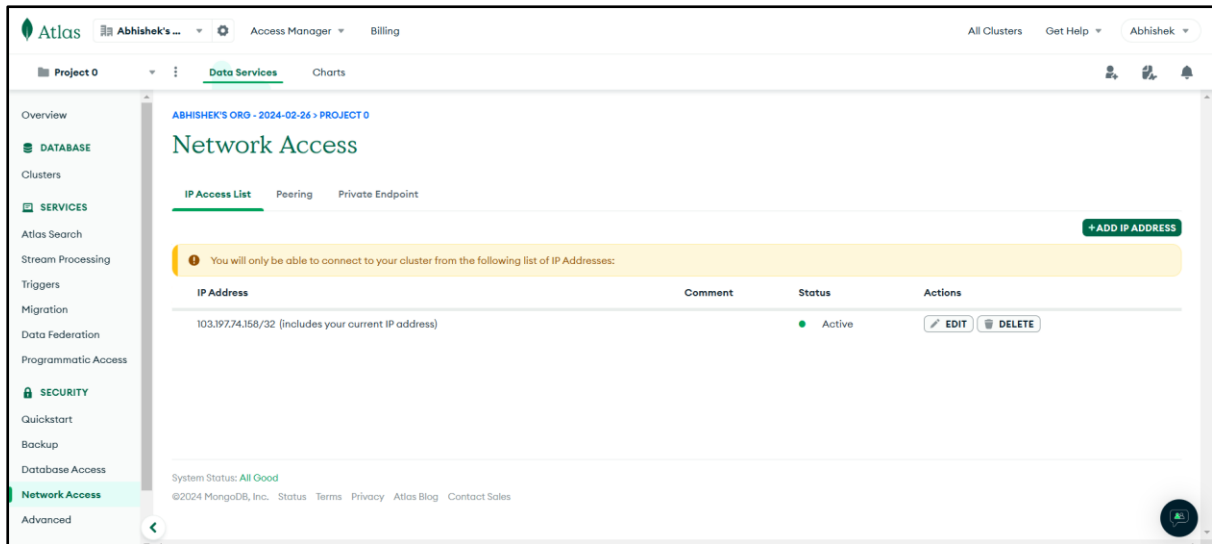 Atlas Abhishek's ... Access Manager Billing All Clusters Get Help Abhishek
Project 0 Data Services Charts
Overview
DATABASE
Clusters
SERVICES
Atlas Search
Stream Processing
Triggers
Migration
Data Federation
Programmatic Access
SECURITY
Quickstart
Backup
Database Access
Network Access
Advanced
ABHISHEK'S ORG - 2024-02-26 > PROJECT 0
Network Access
IP Access List Peering Private Endpoint
+ADD IP ADDRESS
You will only be able to connect to your cluster from the following list of IP Addresses:
IP Address Comment Status Actions
103.197.74.158/32 (includes your current IP address) Active EDIT DELETE
System Status: All Good
©2024 MongoDB, Inc. Status Terms Privacy Atlas Blog Contact Sales